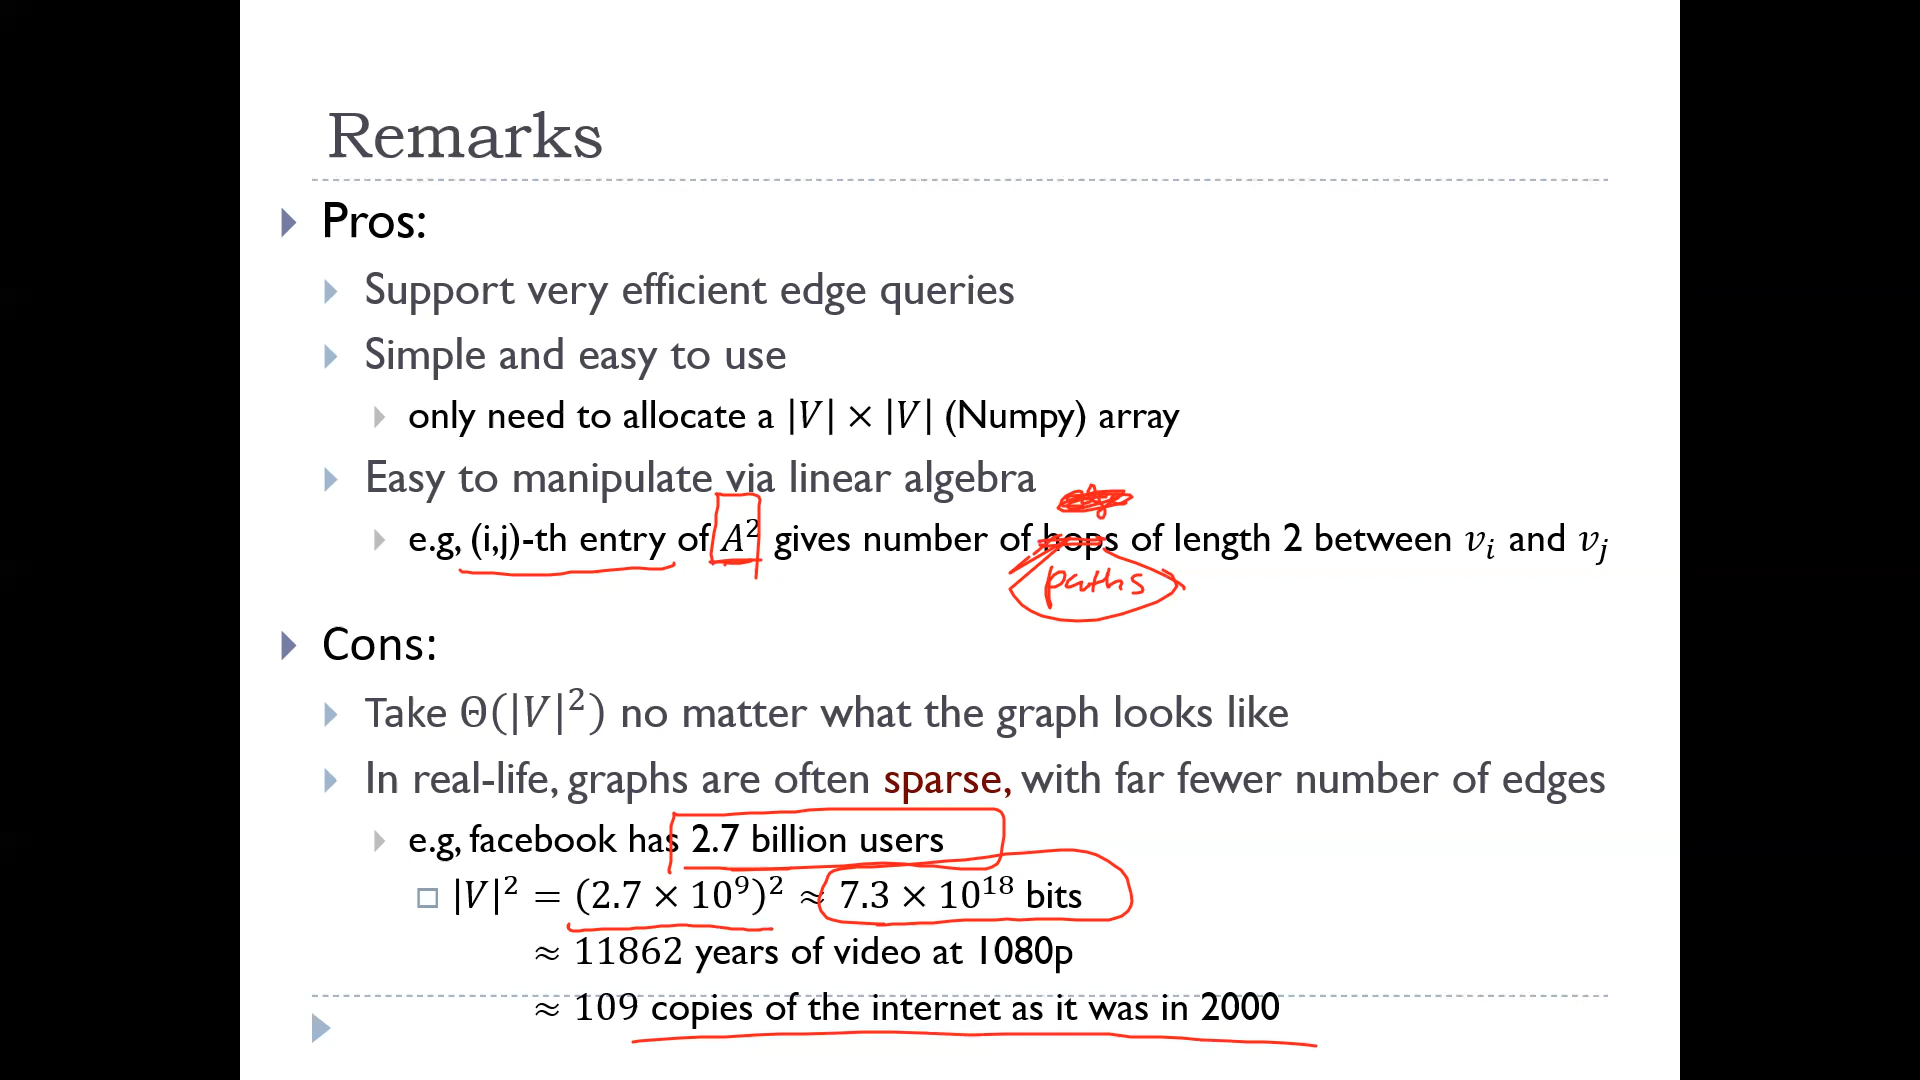 Remarks
Pros:
Support very efficient edge queries
Simple and easy to use
only need to allocate a |V| × |V| (Numpy) array
Easy to manipulate via linear algebra
e.g, (i,j)-th entry of A² gives number of hops of length 2 between vᵢ and vⱼ
paths
Cons:
Take Θ(|V|²) no matter what the graph looks like
In real-life, graphs are often sparse, with far fewer number of edges
e.g, facebook has 2.7 billion users
|V|² = (2.7 × 10⁹)² ≈ 7.3 × 10¹⁸ bits
≈ 11862 years of video at 1080p
≈ 109 copies of the internet as it was in 2000